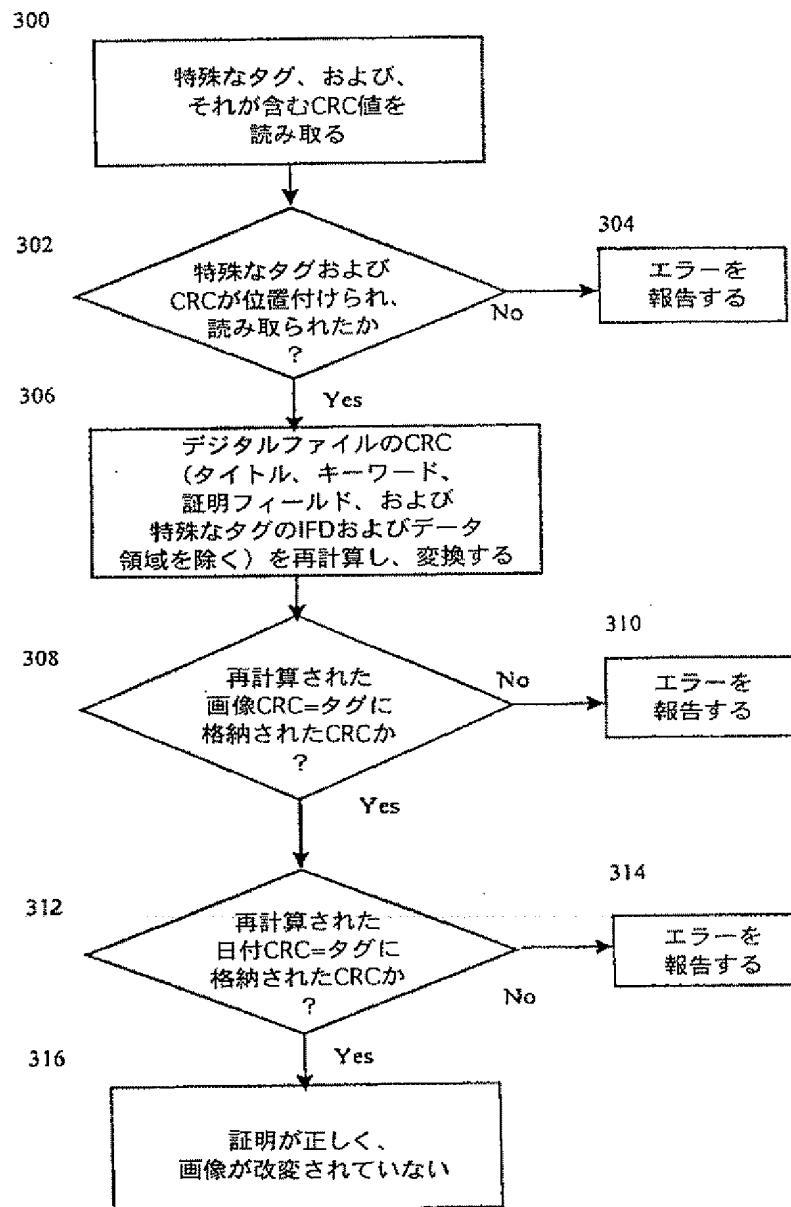 300
特殊なタグ、および、
それが含むCRC値を
読み取る
302
特殊なタグおよび
CRCが位置付けられ、
読み取られたか
？
No
304
エラーを
報告する
Yes
306
デジタルファイルのCRC
（タイトル、キーワード、
証明フィールド、および
特殊なタグのIFDおよびデータ
領域を除く）を再計算し、変換する
308
再計算された
画像CRC=タグに
格納されたCRCか
？
No
310
エラーを
報告する
Yes
312
再計算された
日付CRC=タグに
格納されたCRCか
？
No
314
エラーを
報告する
Yes
316
証明が正しく、
画像が改変されていない